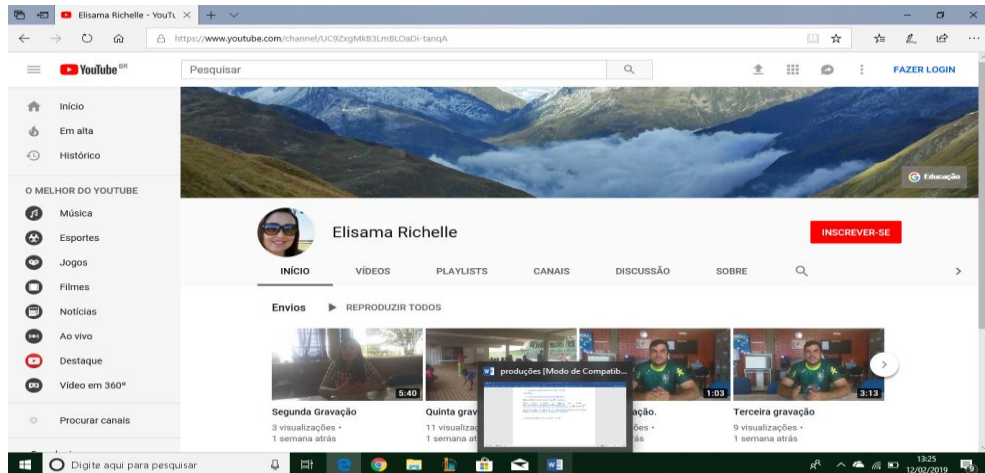 Elisama Richelle - YouTu
https://www.youtube.com/channel/UC9ZxgMkB3LmBLOaDi-tanqA
YouTube BR
Pesquisar
FAZER LOGIN
Início
Em alta
Histórico
O MELHOR DO YOUTUBE
Música
Esportes
Jogos
Filmes
Notícias
Ao vivo
Destaque
Vídeo em 360º
Procurar canais
Educação
Elisama Richelle
INSCREVER-SE
INÍCIO VÍDEOS PLAYLISTS CANAIS DISCUSSÃO SOBRE
Envios REPRODUZIR TODOS
5:40
1:03
3:13
produções [Modo de Compatib...
Segunda Gravação
3 visualizações •
1 semana atrás
Quinta grav
11 visualiza
1 semana at
ação.
ões •
rás
Terceira gravação
9 visualizações •
1 semana atrás
Digite aqui para pesquisar
13:25
12/02/2019